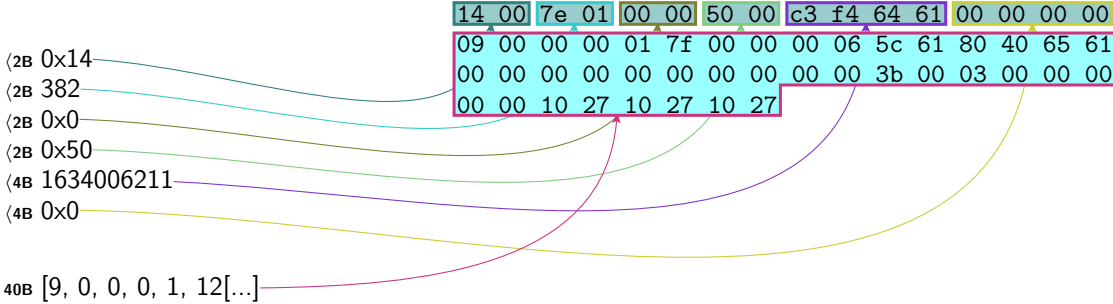 14 00 7e 01 00 00 50 00 c3 f4 64 61 00 00 00 00
09 00 00 00 01 7f 00 00 00 06 5c 61 80 40 65 61
00 00 00 00 00 00 00 00 00 00 3b 00 03 00 00 00
00 00 10 27 10 27 10 27
⟨2B 0x14
⟨2B 382
⟨2B 0x0
⟨2B 0x50
⟨4B 1634006211
⟨4B 0x0
40B [9, 0, 0, 0, 1, 12[...]